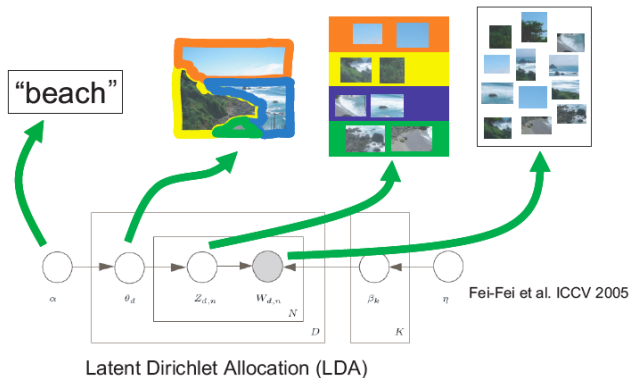 “beach”
α
θd
Zd,n
Wd,n
N
D
βk
K
η
Fei-Fei et al. ICCV 2005
Latent Dirichlet Allocation (LDA)